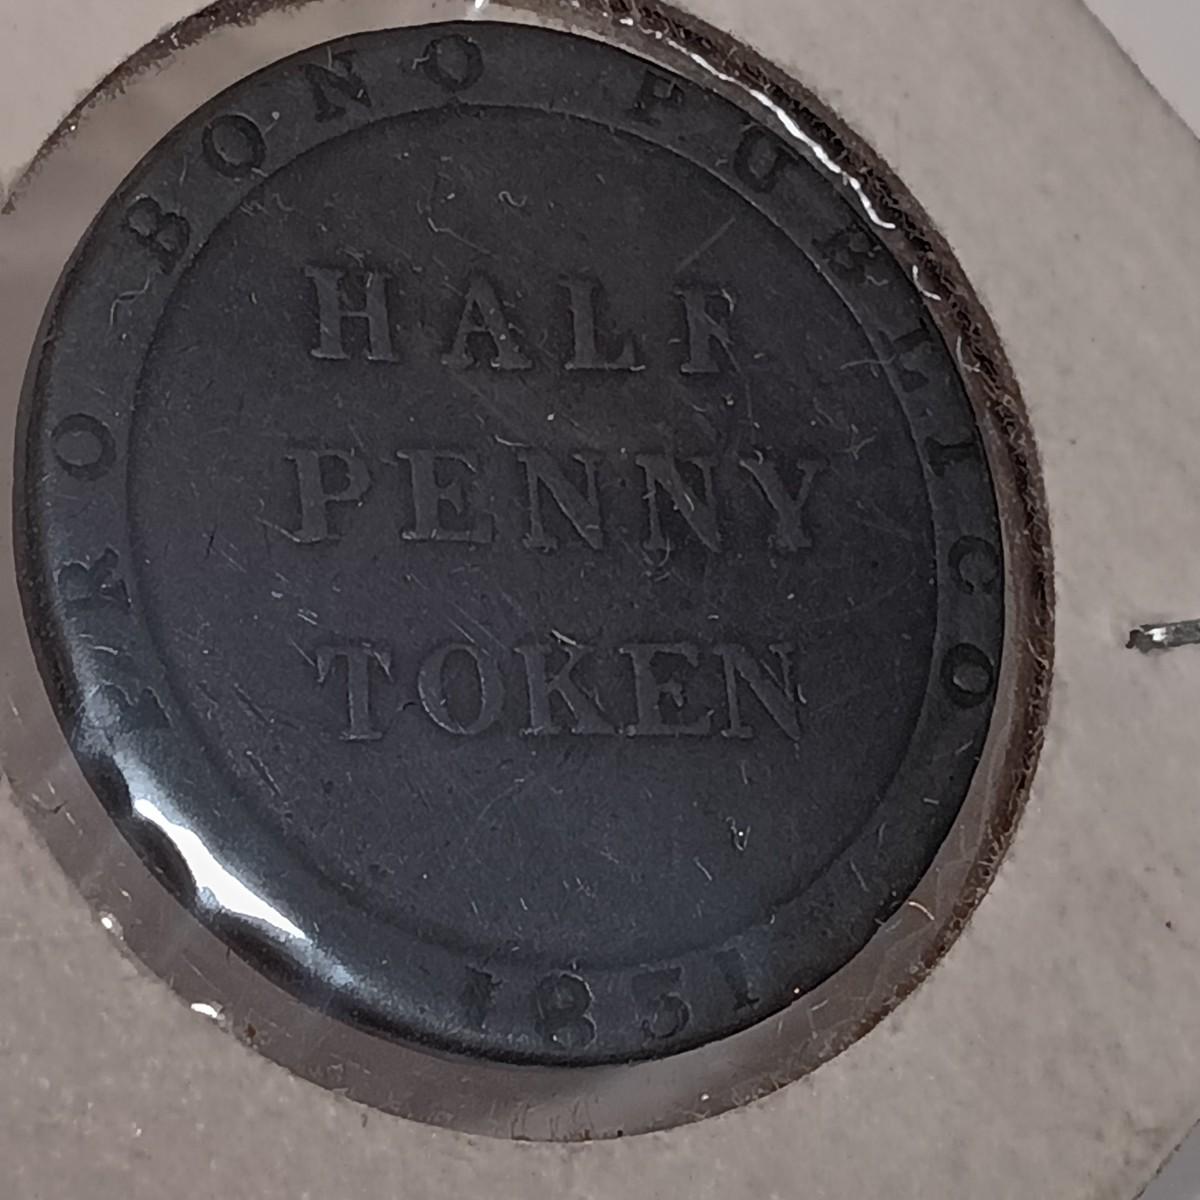 PRO BONO PUBLICO
HALF
PENNY
TOKEN
1831